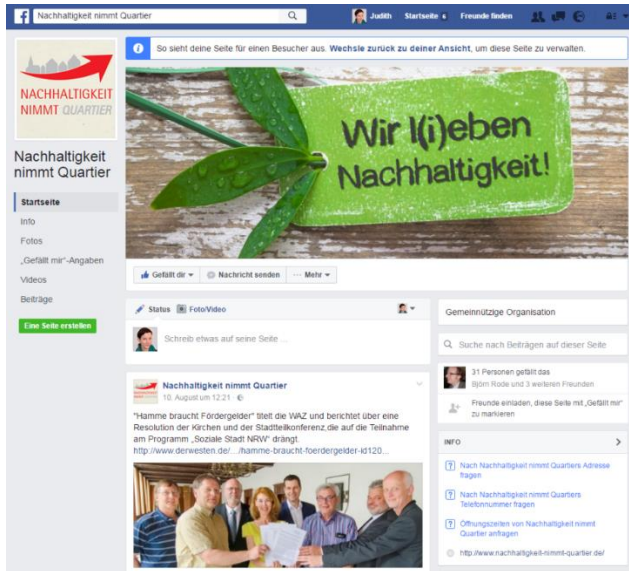 Nachhaltigkeit nimmt Quartier
Judith Startseite 6 Freunde finden
So sieht deine Seite für einen Besucher aus. Wechsle zurück zu deiner Ansicht, um diese Seite zu verwalten.
NACHHALTIGKEIT
NIMMT QUARTIER
Wir l(i)eben
Nachhaltigkeit!
Nachhaltigkeit
nimmt Quartier
Startseite
Info
Fotos
„Gefällt mir“-Angaben
Videos
Beiträge
Eine Seite erstellen
Gefällt dir Nachricht senden ··· Mehr
Status Foto/Video
Schreib etwas auf seine Seite ...
Nachhaltigkeit nimmt Quartier
10. August um 12:21 ·
"Hamme braucht Fördergelder" titelt die WAZ und berichtet über eine
Resolution der Kirchen und der Stadtteilkonferenz,die auf die Teilnahme
am Programm „Soziale Stadt NRW“ drängt.
http://www.derwesten.de/.../hamme-braucht-foerdergelder-id120...
Gemeinnützige Organisation
Suche nach Beiträgen auf dieser Seite
31 Personen gefällt das
Björn Rode und 3 weiteren Freunden
Freunde einladen, diese Seite mit „Gefällt mir“
zu markieren
INFO
Nach Nachhaltigkeit nimmt Quartiers Adresse
fragen
Nach Nachhaltigkeit nimmt Quartiers
Telefonnummer fragen
Öffnungszeiten von Nachhaltigkeit nimmt
Quartier anfragen
http://www.nachhaltigkeit-nimmt-quartier.de/